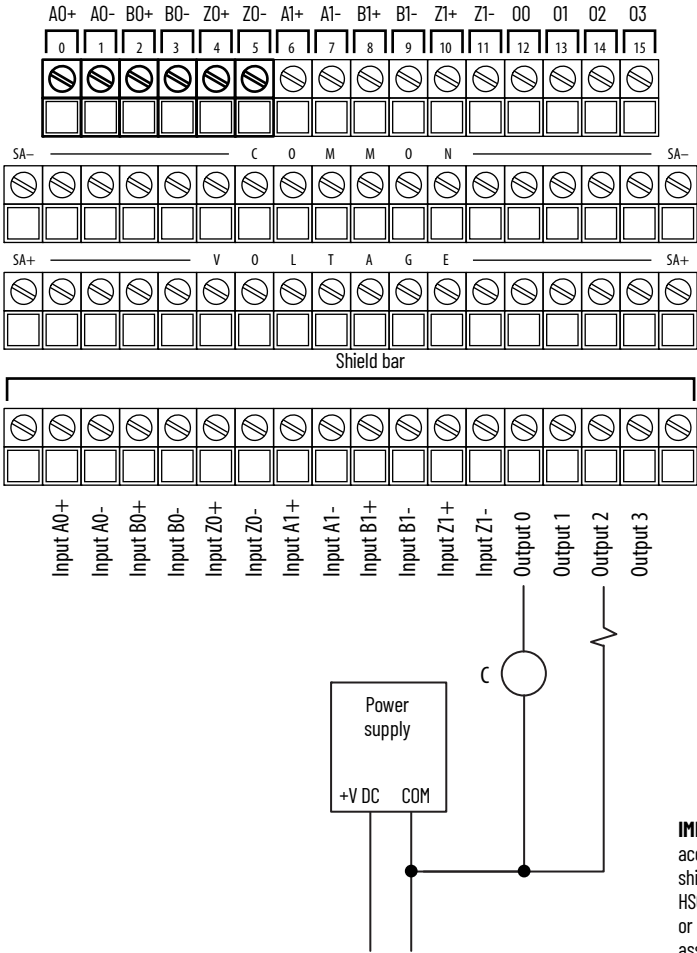 A0+ A0- B0+ B0- Z0+ Z0- A1+ A1- B1+ B1- Z1+ Z1- 00 01 02 03
0 1 2 3 4 5 6 7 8 9 10 11 12 13 14 15
SA– C O M M O N SA–
SA+ V O L T A G E SA+
Shield bar
Input A0+
Input A0-
Input B0+
Input B0-
Input Z0+
Input Z0-
Input A1+
Input A1-
Input B1+
Input B1-
Input Z1+
Input Z1-
Output 0
Output 1
Output 2
Output 3
C
Power
supply
+V DC COM